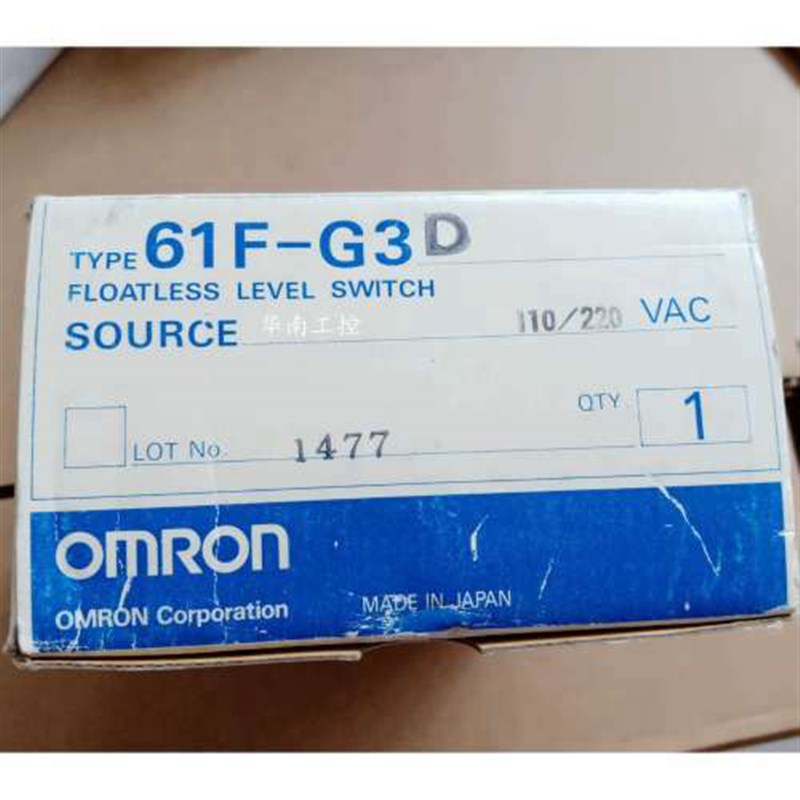 TYPE 61F-G3 D
FLOATLESS LEVEL SWITCH
SOURCE 华南工控 110/220 VAC
QTY. 1
LOT No. 1477
OMRON
OMRON Corporation MADE IN JAPAN